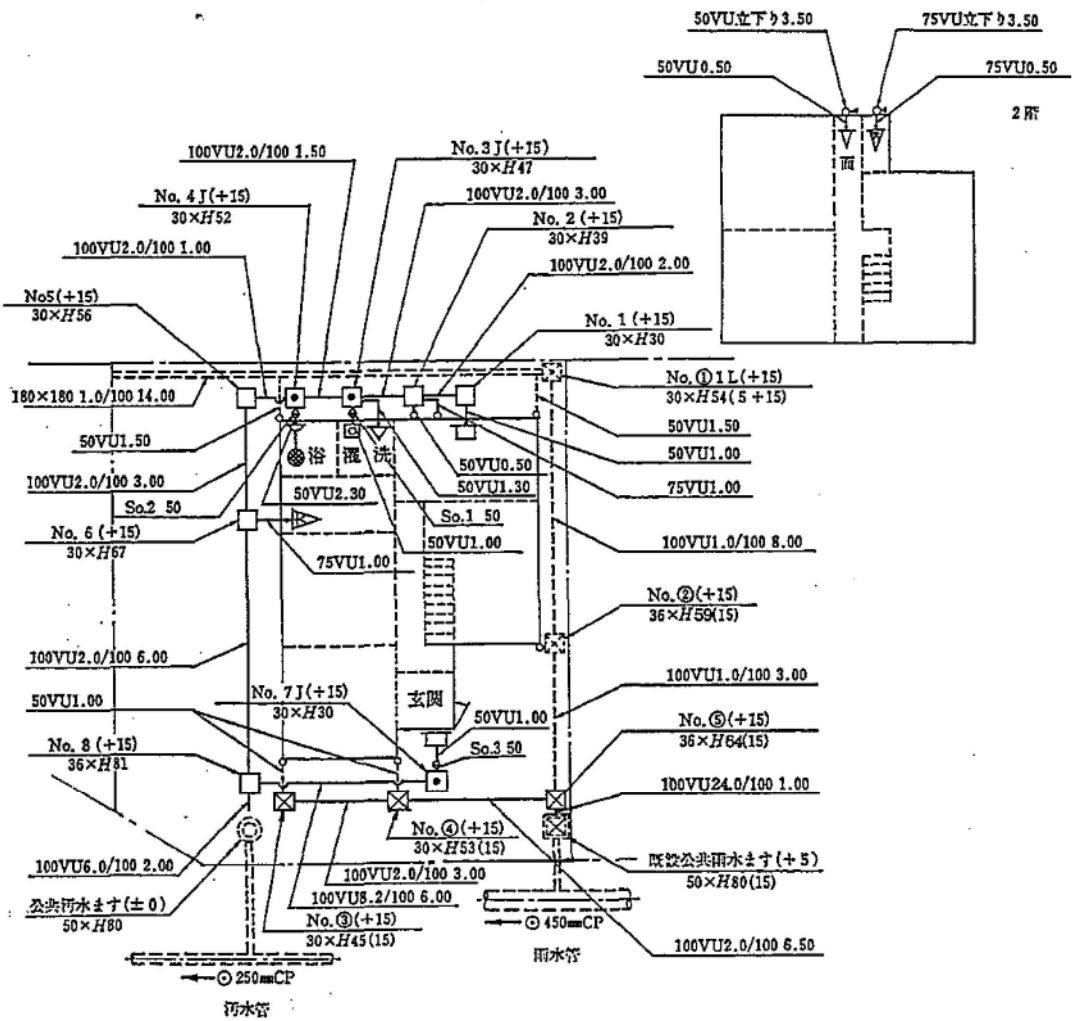 50VU立下り3.50
75VU立下り3.50
50VU0.50
75VU0.50
2階
面
100VU2.0/100 1.50
No.3 J(+15)
30×H47
No.4 J(+15)
30×H52
100VU2.0/100 3.00
No.2 (+15)
30×H39
100VU2.0/100 1.00
100VU2.0/100 2.00
No5(+15)
30×H56
No.1 (+15)
30×H30
180×180 1.0/100 14.00
No.①1L(+15)
30×H54(5+15)
50VU1.50
50VU1.50
浴
洗
50VU0.50
50VU1.00
100VU2.0/100 3.00
50VU1.30
75VU1.00
So.2 50
50VU2.30
So.1 50
No.6 (+15)
30×H67
50VU1.00
100VU1.0/100 8.00
75VU1.00
No.②(+15)
36×H59(15)
100VU2.0/100 6.00
No.7 J(+15)
30×H30
玄関
100VU1.0/100 3.00
50VU1.00
50VU1.00
No.⑤(+15)
36×H64(15)
No.8 (+15)
36×H81
So.3 50
100VU24.0/100 1.00
No.④(+15)
30×H53(15)
既設公共雨水ます(+5)
50×H80(15)
100VU6.0/100 2.00
100VU2.0/100 3.00
100VU8.2/100 6.00
公共汚水ます(±0)
50×H80
No.③(+15)
30×H45(15)
450mmCP
雨水管
100VU2.0/100 6.50
250mmCP
汚水管